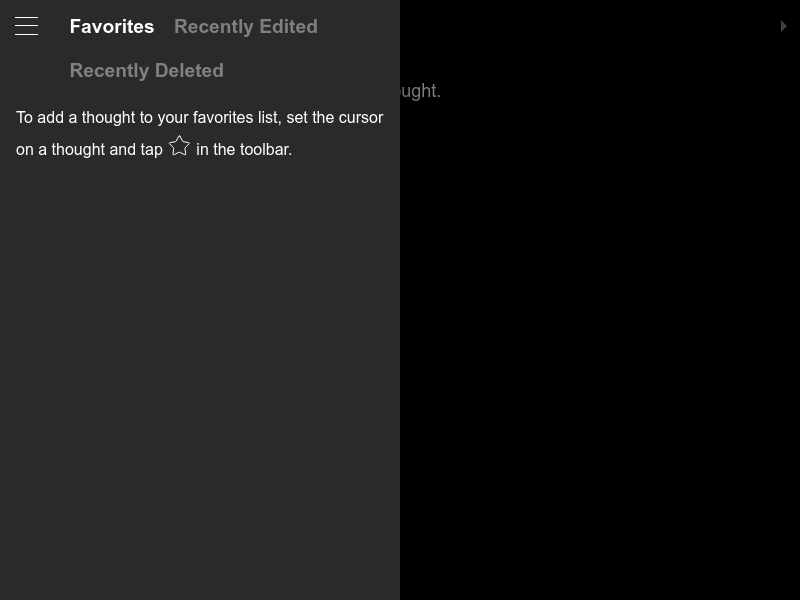 Favorites Recently Edited
Recently Deleted
ought.
To add a thought to your favorites list, set the cursor
on a thought and tap in the toolbar.